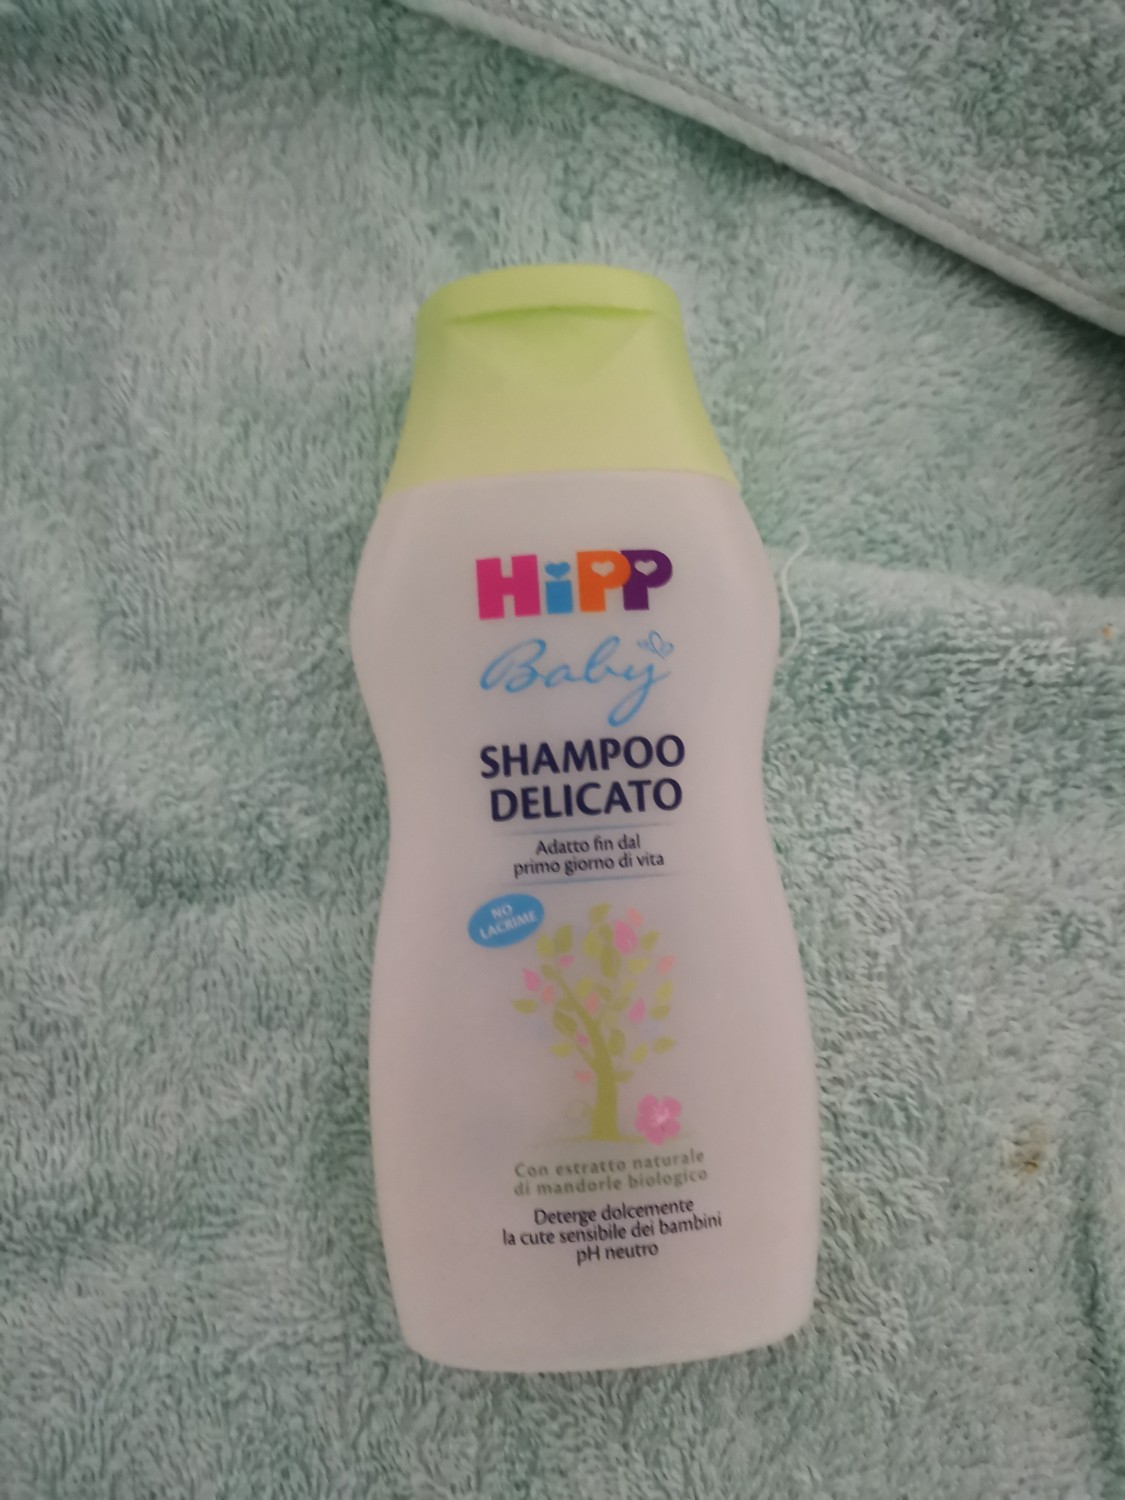 HiPP
Baby
SHAMPOO
DELICATO
Adatto fin dal
primo giorno di vita
NO
LACRIME
Con estratto naturale
di mandorle biologico
Deterge dolcemente
la cute sensibile dei bambini
pH neutro